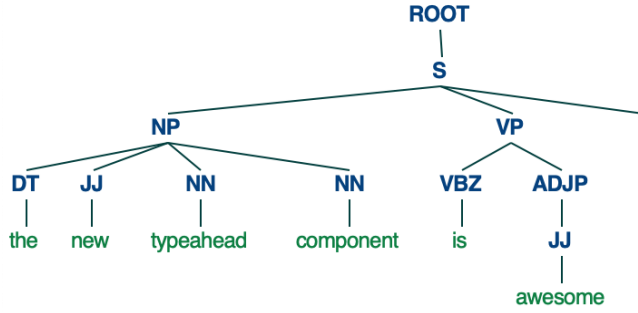 ROOT
S
NP VP
DT JJ NN NN VBZ ADJP
the new typeahead component is JJ
awesome